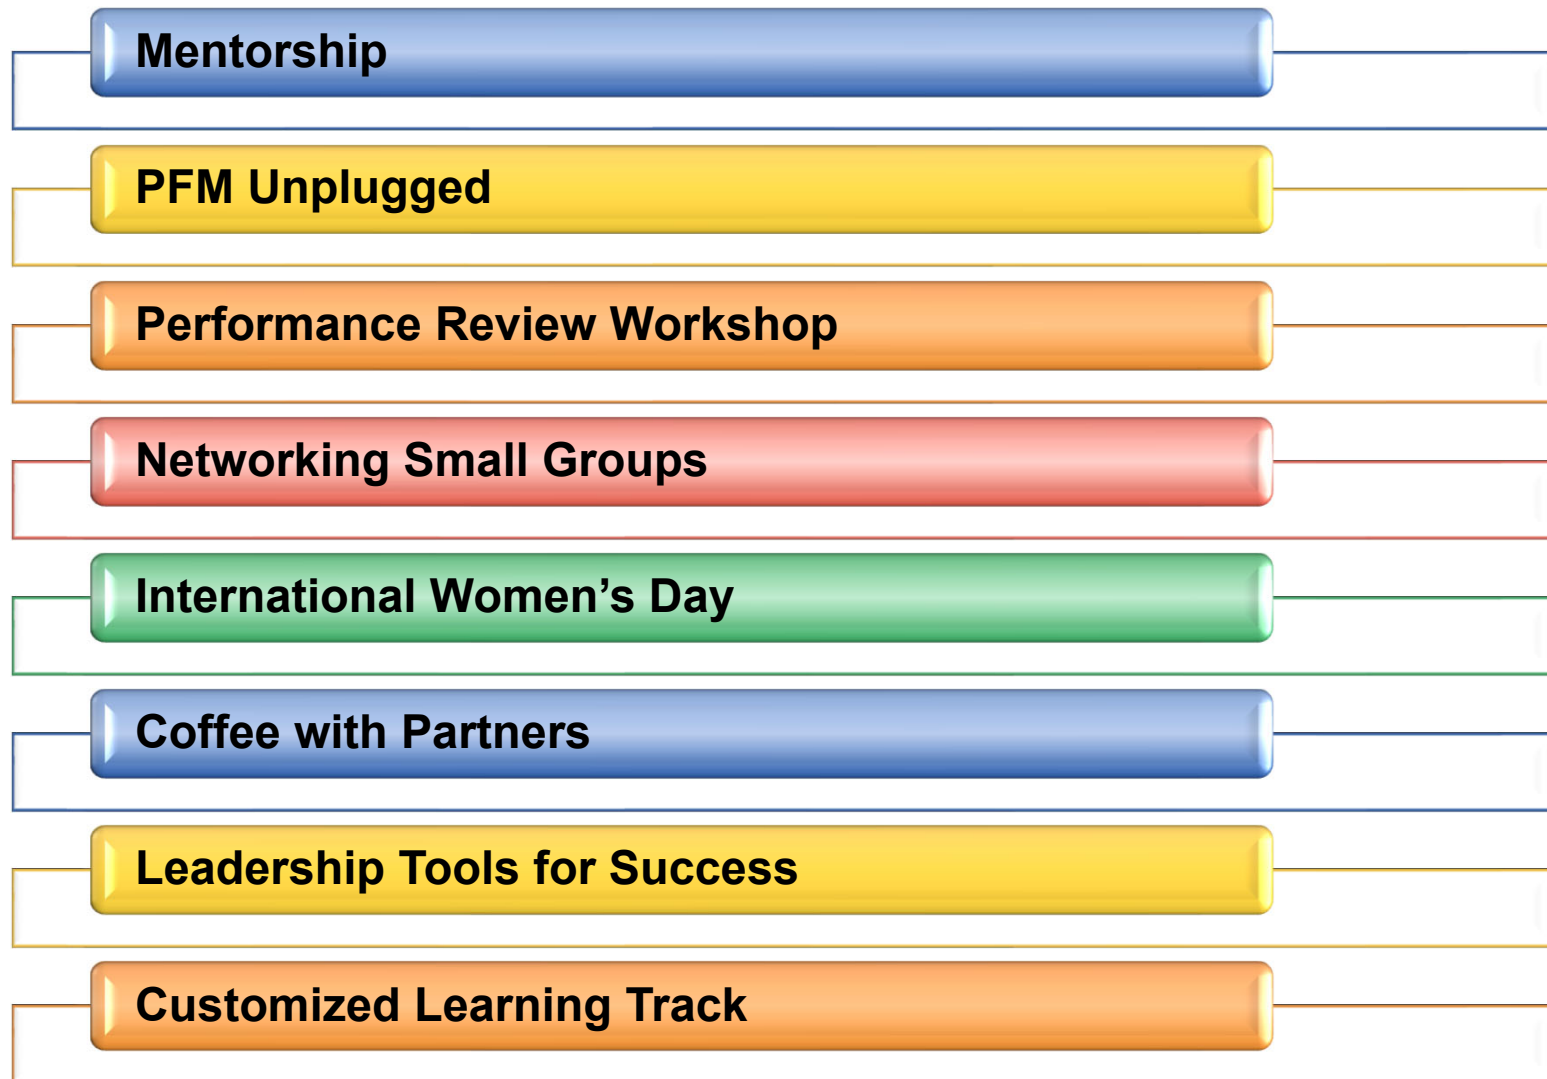 Mentorship
PFM Unplugged
Performance Review Workshop
Networking Small Groups
International Women’s Day
Coffee with Partners
Leadership Tools for Success
Customized Learning Track